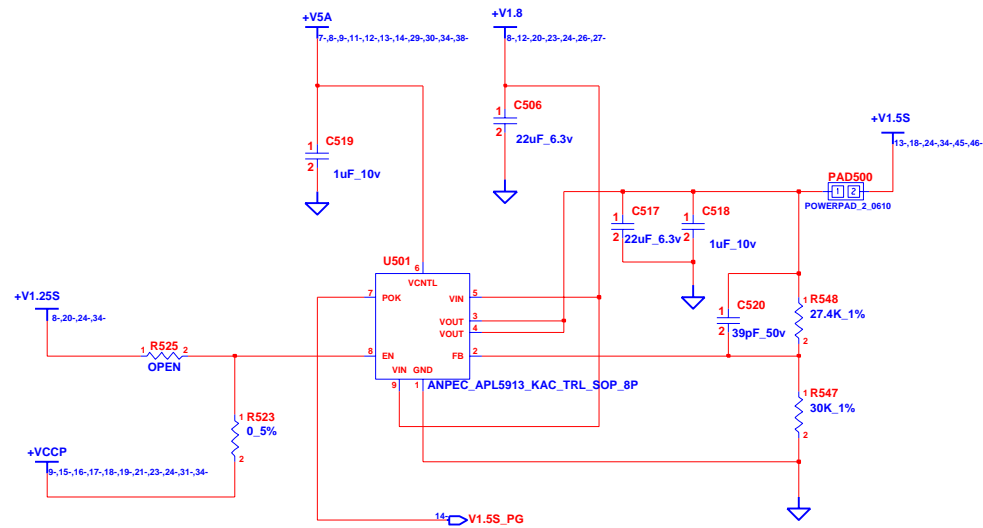 +V5A
7-,8-,9-,11-,12-,13-,14-,29-,30-,34-,38-
+V1.8
8-,12-,20-,23-,24-,26-,27-
1
C506
2
22uF_6.3v
1
C519
2
1uF_10v
+V1.5S
13-,18-,24-,34-,45-,46-
PAD500
1 2
POWERPAD_2_0610
1
C517
2
22uF_6.3v
1
C518
2
1uF_10v
U501
6
VCNTL
7
POK
VIN
5
VOUT
3
VOUT
4
8
EN
FB
2
VIN GND
9
1
ANPEC_APL5913_KAC_TRL_SOP_8P
1
C520
2
39pF_50v
1
R548
27.4K_1%
2
1
R547
30K_1%
2
+V1.25S
8-,20-,24-,34-
1
R525
2
OPEN
1
R523
0_5%
2
+VCCP
9-,15-,16-,17-,18-,19-,21-,23-,24-,31-,34-
14-
V1.5S_PG